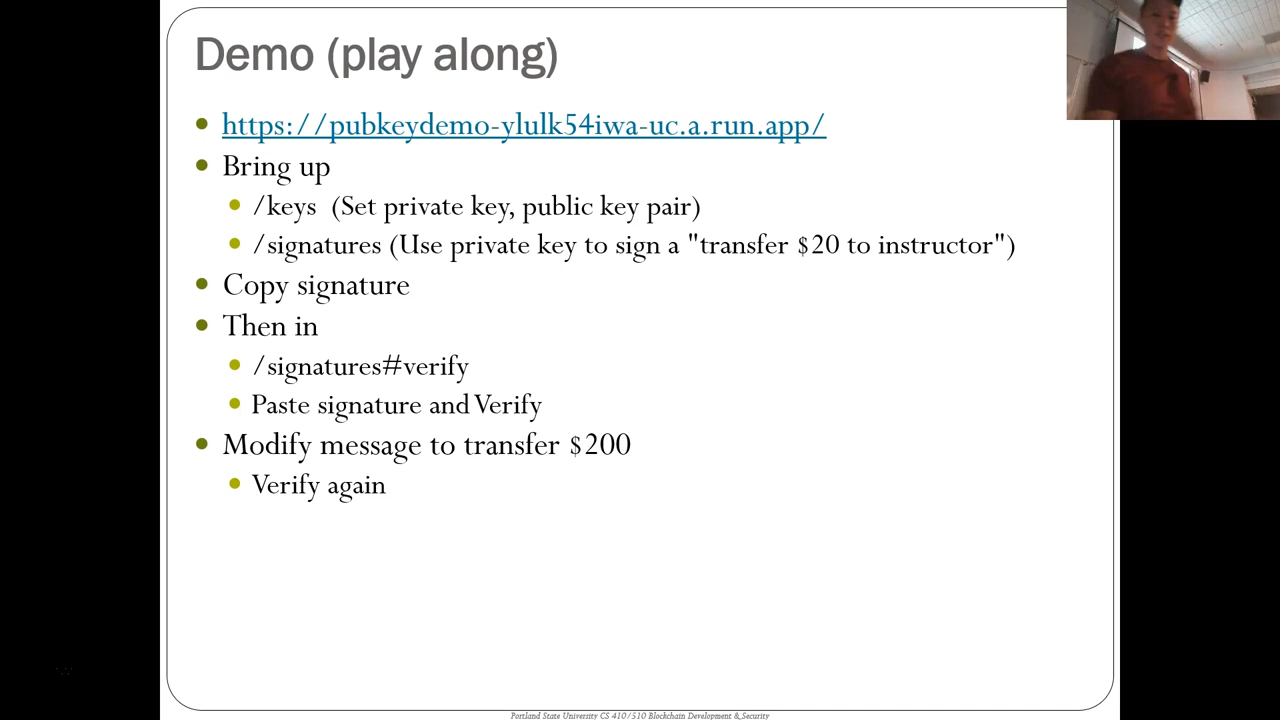 Demo (play along)
https://pubkeydemo-ylulk54iwa-uc.a.run.app/
Bring up
/keys (Set private key, public key pair)
/signatures (Use private key to sign a "transfer $20 to instructor")
Copy signature
Then in
/signatures#verify
Paste signature and Verify
Modify message to transfer $200
Verify again
Portland State University CS 410/510 Blockchain Development & Security